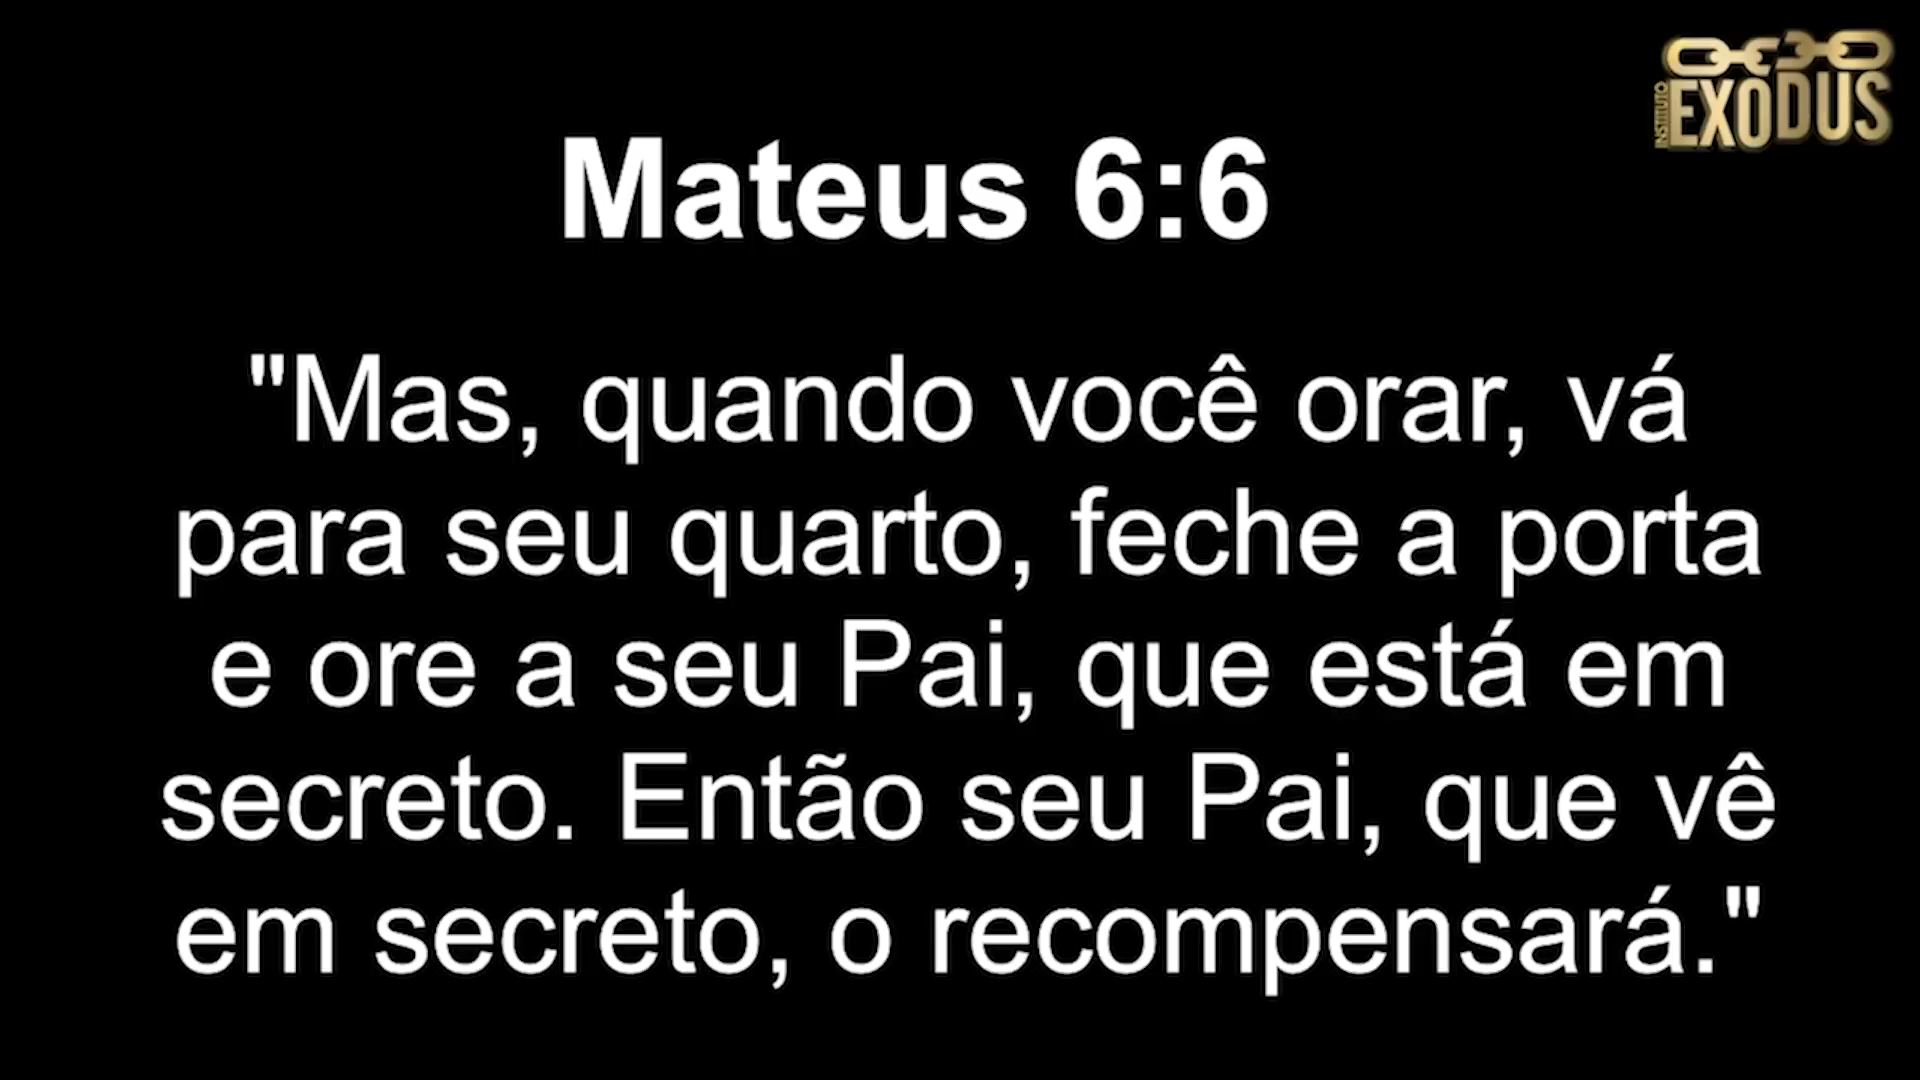 INSTITUTO
EXODUS
Mateus 6:6
"Mas, quando você orar, vá
para seu quarto, feche a porta
e ore a seu Pai, que está em
secreto. Então seu Pai, que vê
em secreto, o recompensará."